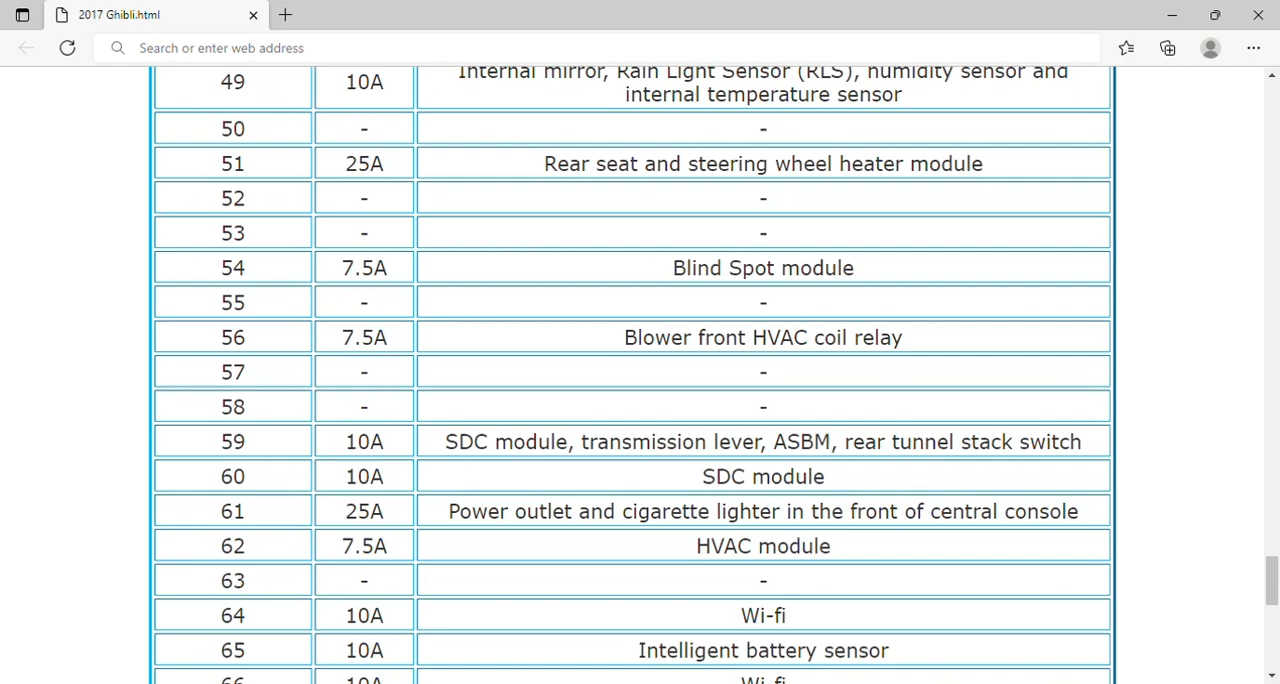 2017 Ghibli.html
Search or enter web address
49 10A Internal mirror, Rain Light Sensor (RLS), humidity sensor and
internal temperature sensor
50 - -
51 25A Rear seat and steering wheel heater module
52 - -
53 - -
54 7.5A Blind Spot module
55 - -
56 7.5A Blower front HVAC coil relay
57 - -
58 - -
59 10A SDC module, transmission lever, ASBM, rear tunnel stack switch
60 10A SDC module
61 25A Power outlet and cigarette lighter in the front of central console
62 7.5A HVAC module
63 - -
64 10A Wi-fi
65 10A Intelligent battery sensor
66 10A Wi-fi